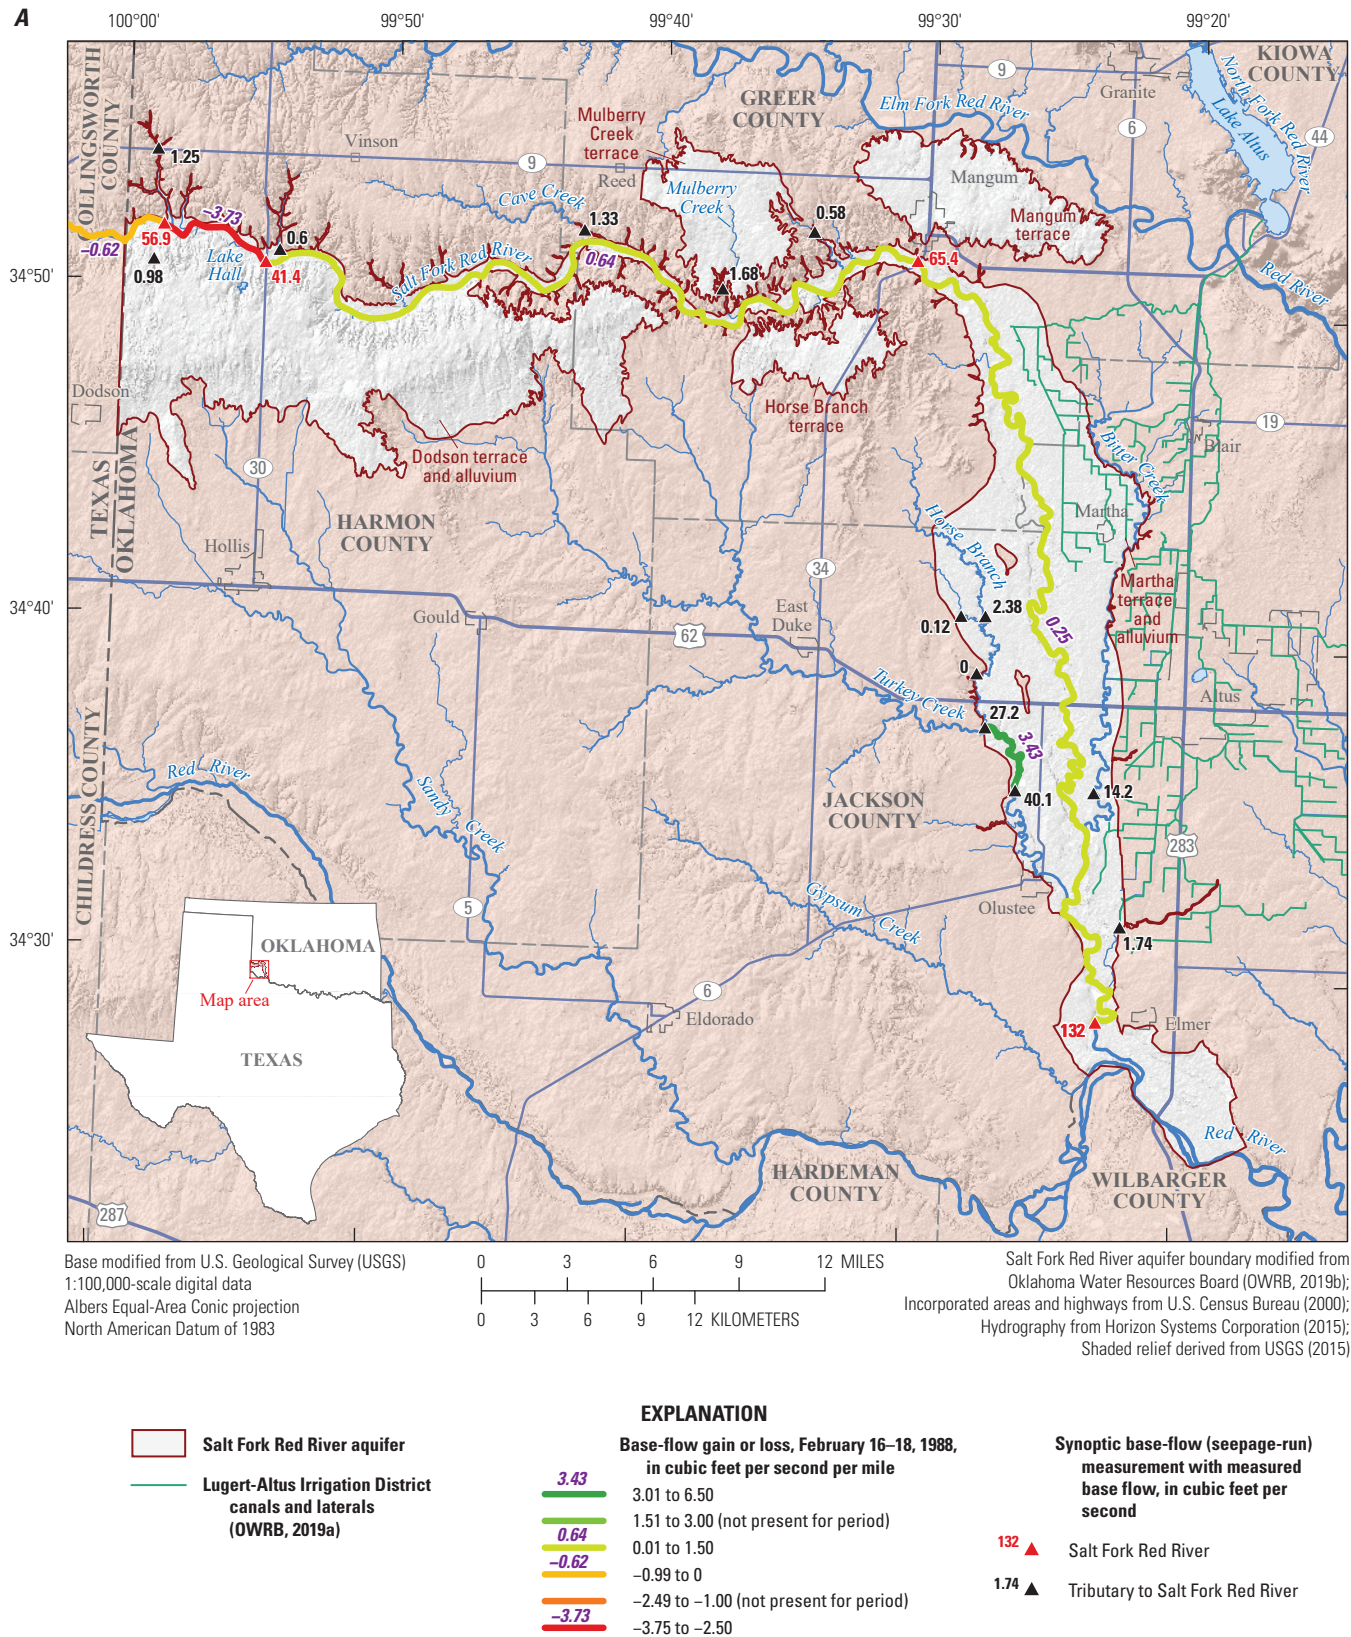 A
100°00'
99°50'
99°40'
99°30'
99°20'
34°50'
34°40'
34°30'
OLLINGSWORTH
COUNTY
KIOWA
COUNTY
GREER
COUNTY
Granite
9
6
44
North Fork Red River
Lake Altus
Elm Fork Red River
Mulberry
Creek
terrace
Vinson
9
Reed
Mulberry
Creek
Mangum
Mangum
terrace
1.25
Cave Creek
1.33
0.58
−3.73
−0.62
56.9
0.98
Lake
Hall
0.6
41.4
Salt Fork Red River
0.64
1.68
65.4
Red River
Dodson
Horse Branch
terrace
Dodson terrace
and alluvium
19
Blair
Bitter Creek
TEXAS
OKLAHOMA
30
HARMON
COUNTY
Hollis
Martha
Horse Branch
34
Martha
terrace
and
alluvium
Gould
62
East
Duke
0.12
2.38
0.25
0
Turkey Creek
27.2
3.43
Altus
CHILDRESS COUNTY
Red River
Sandy Creek
JACKSON
COUNTY
40.1
14.2
283
5
Gypsum Creek
Olustee
1.74
OKLAHOMA
Map area
TEXAS
6
Eldorado
132
Elmer
Red River
HARDEMAN
COUNTY
WILBARGER
COUNTY
287
Base modified from U.S. Geological Survey (USGS)
1:100,000-scale digital data
Albers Equal-Area Conic projection
North American Datum of 1983
0 3 6 9 12 MILES
0 3 6 9 12 KILOMETERS
Salt Fork Red River aquifer boundary modified from
Oklahoma Water Resources Board (OWRB, 2019b);
Incorporated areas and highways from U.S. Census Bureau (2000);
Hydrography from Horizon Systems Corporation (2015);
Shaded relief derived from USGS (2015)
EXPLANATION
Salt Fork Red River aquifer
Lugert-Altus Irrigation District
canals and laterals
(OWRB, 2019a)
Base-flow gain or loss, February 16–18, 1988,
in cubic feet per second per mile
3.43
3.01 to 6.50
1.51 to 3.00 (not present for period)
0.64
0.01 to 1.50
−0.62
−0.99 to 0
−2.49 to −1.00 (not present for period)
−3.73
−3.75 to −2.50
Synoptic base-flow (seepage-run)
measurement with measured
base flow, in cubic feet per
second
132 Salt Fork Red River
1.74 Tributary to Salt Fork Red River